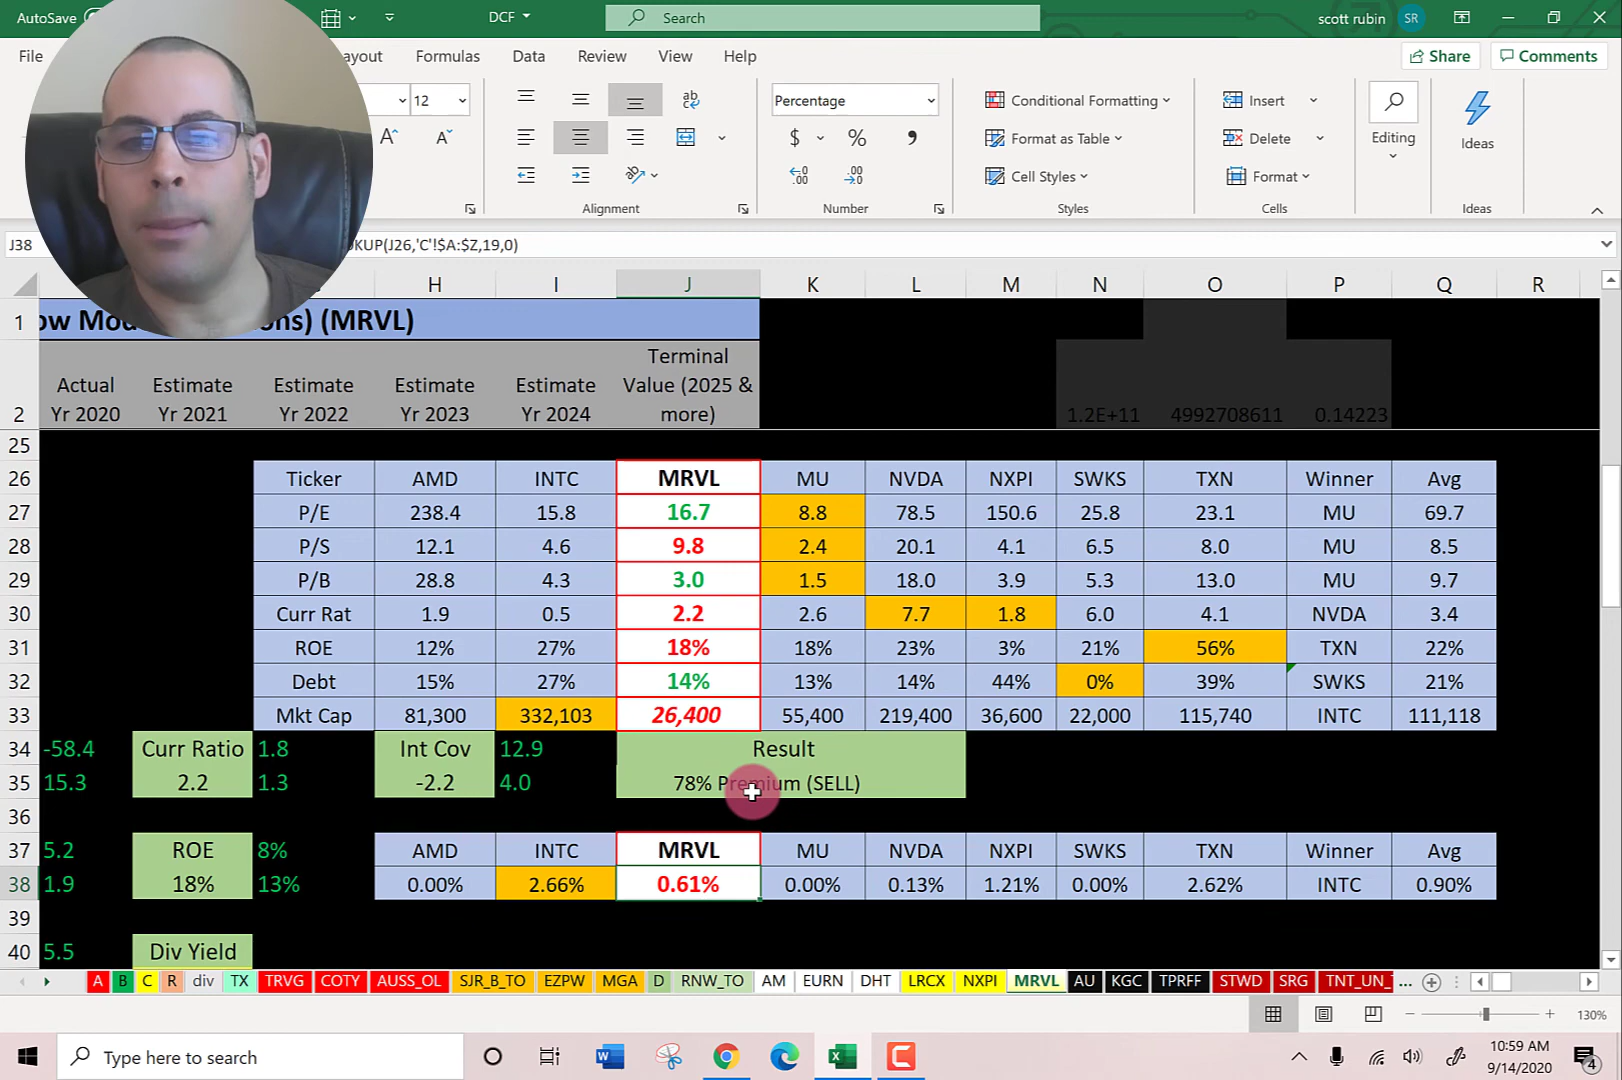 AutoSave
DCF
Search
scott rubin
SR
File
ayout
Formulas
Data
Review
View
Help
Share
Comments
12
Percentage
Conditional Formatting
Format as Table
Cell Styles
Insert
Delete
Format
Editing
Ideas
Alignment
Number
Styles
Cells
Ideas
J38
KUP(J26,'C'!$A:$Z,19,0)
H I J K L M N O P Q R
1 ow Mo ons) (MRVL)
2 Actual Yr 2020 Estimate Yr 2021 Estimate Yr 2022 Estimate Yr 2023 Estimate Yr 2024 Terminal Value (2025 & more) 1.2E+11 4992708611 0.14223
25
26 Ticker AMD INTC MRVL MU NVDA NXPI SWKS TXN Winner Avg
27 P/E 238.4 15.8 16.7 8.8 78.5 150.6 25.8 23.1 MU 69.7
28 P/S 12.1 4.6 9.8 2.4 20.1 4.1 6.5 8.0 MU 8.5
29 P/B 28.8 4.3 3.0 1.5 18.0 3.9 5.3 13.0 MU 9.7
30 Curr Rat 1.9 0.5 2.2 2.6 7.7 1.8 6.0 4.1 NVDA 3.4
31 ROE 12% 27% 18% 18% 23% 3% 21% 56% TXN 22%
32 Debt 15% 27% 14% 13% 14% 44% 0% 39% SWKS 21%
33 Mkt Cap 81,300 332,103 26,400 55,400 219,400 36,600 22,000 115,740 INTC 111,118
34 -58.4 Curr Ratio 1.8 Int Cov 12.9 Result
35 15.3 2.2 1.3 -2.2 4.0 78% Premium (SELL)
36
37 5.2 ROE 8% AMD INTC MRVL MU NVDA NXPI SWKS TXN Winner Avg
38 1.9 18% 13% 0.00% 2.66% 0.61% 0.00% 0.13% 1.21% 0.00% 2.62% INTC 0.90%
39
40 5.5 Div Yield
A B C R div TX TRVG COTY AUSS_OL SJR_B_TO EZPW MGA D RNW_TO AM EURN DHT LRCX NXPI MRVL AU KGC TPRFF STWD SRG TNT_UN_ ...
130%
Type here to search
10:59 AM
9/14/2020
4